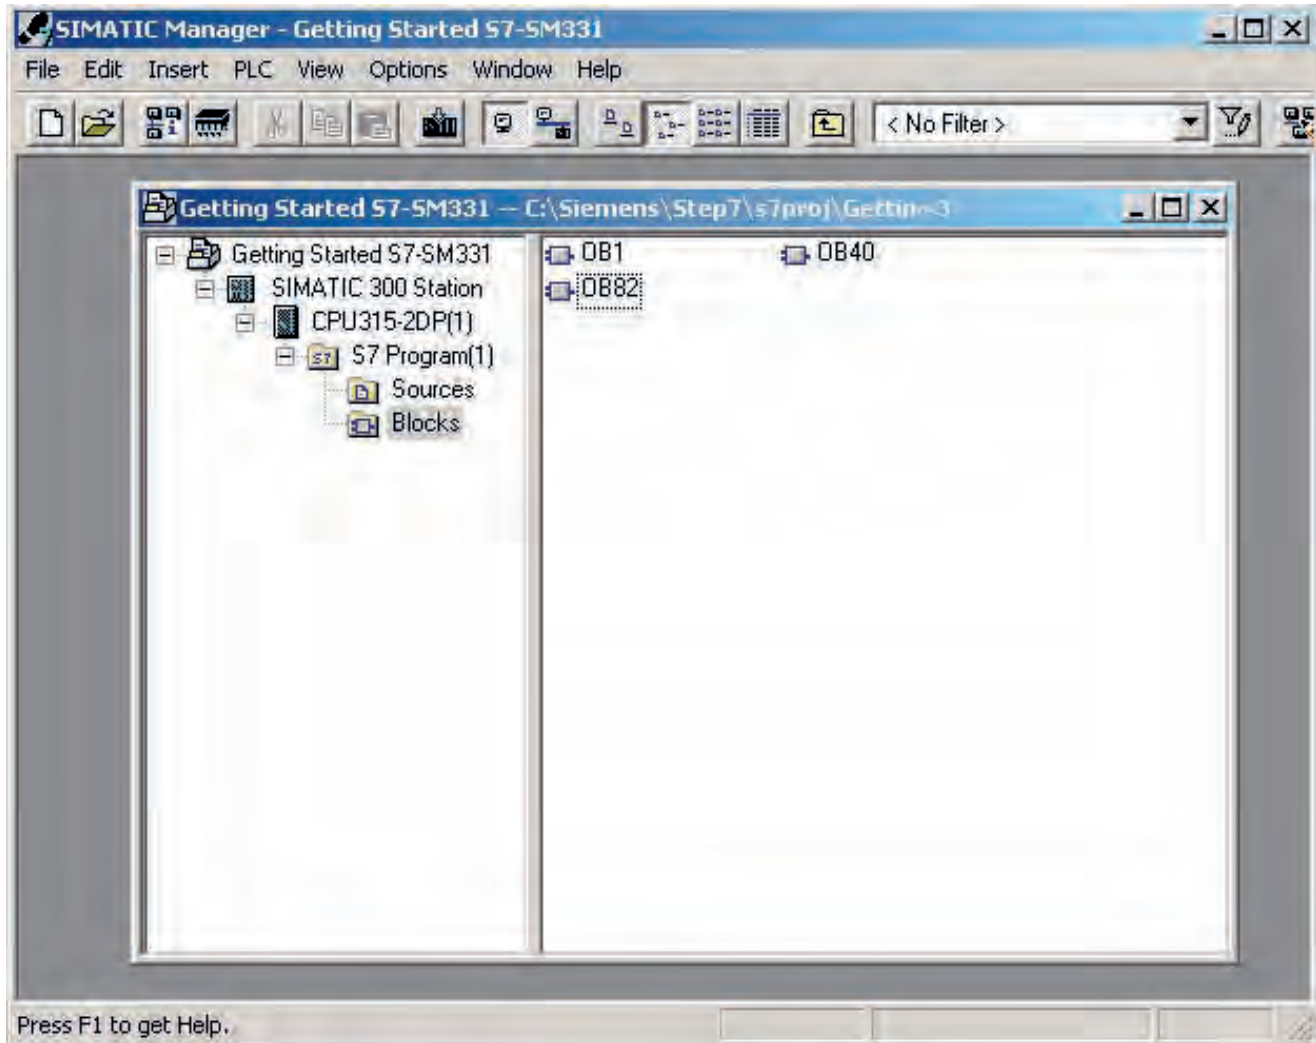 SIMATIC Manager - Getting Started S7-SM331
File Edit Insert PLC View Options Window Help
< No Filter >
Getting Started S7-SM331 -- C:\Siemens\Step7\s7proj\Gettin~3
Getting Started S7-SM331
SIMATIC 300 Station
CPU315-2DP(1)
S7 Program(1)
Sources
Blocks
OB1 OB40
OB82
Press F1 to get Help.